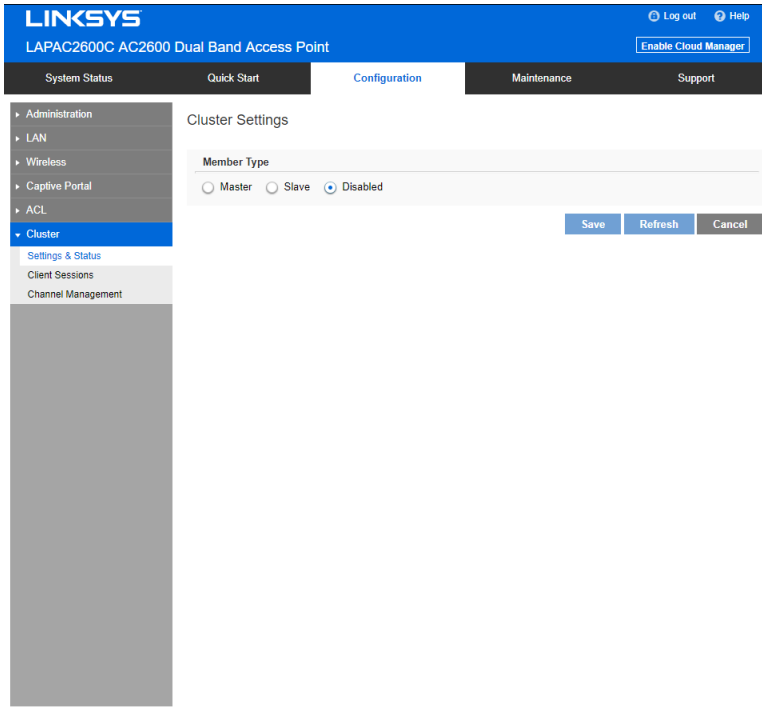 LINKSYS
Log out Help
LAPAC2600C AC2600 Dual Band Access Point
Enable Cloud Manager
System Status Quick Start Configuration Maintenance Support
Administration
Cluster Settings
LAN
Wireless
Member Type
Captive Portal
Master Slave Disabled
ACL
Save Refresh Cancel
Cluster
Settings & Status
Client Sessions
Channel Management